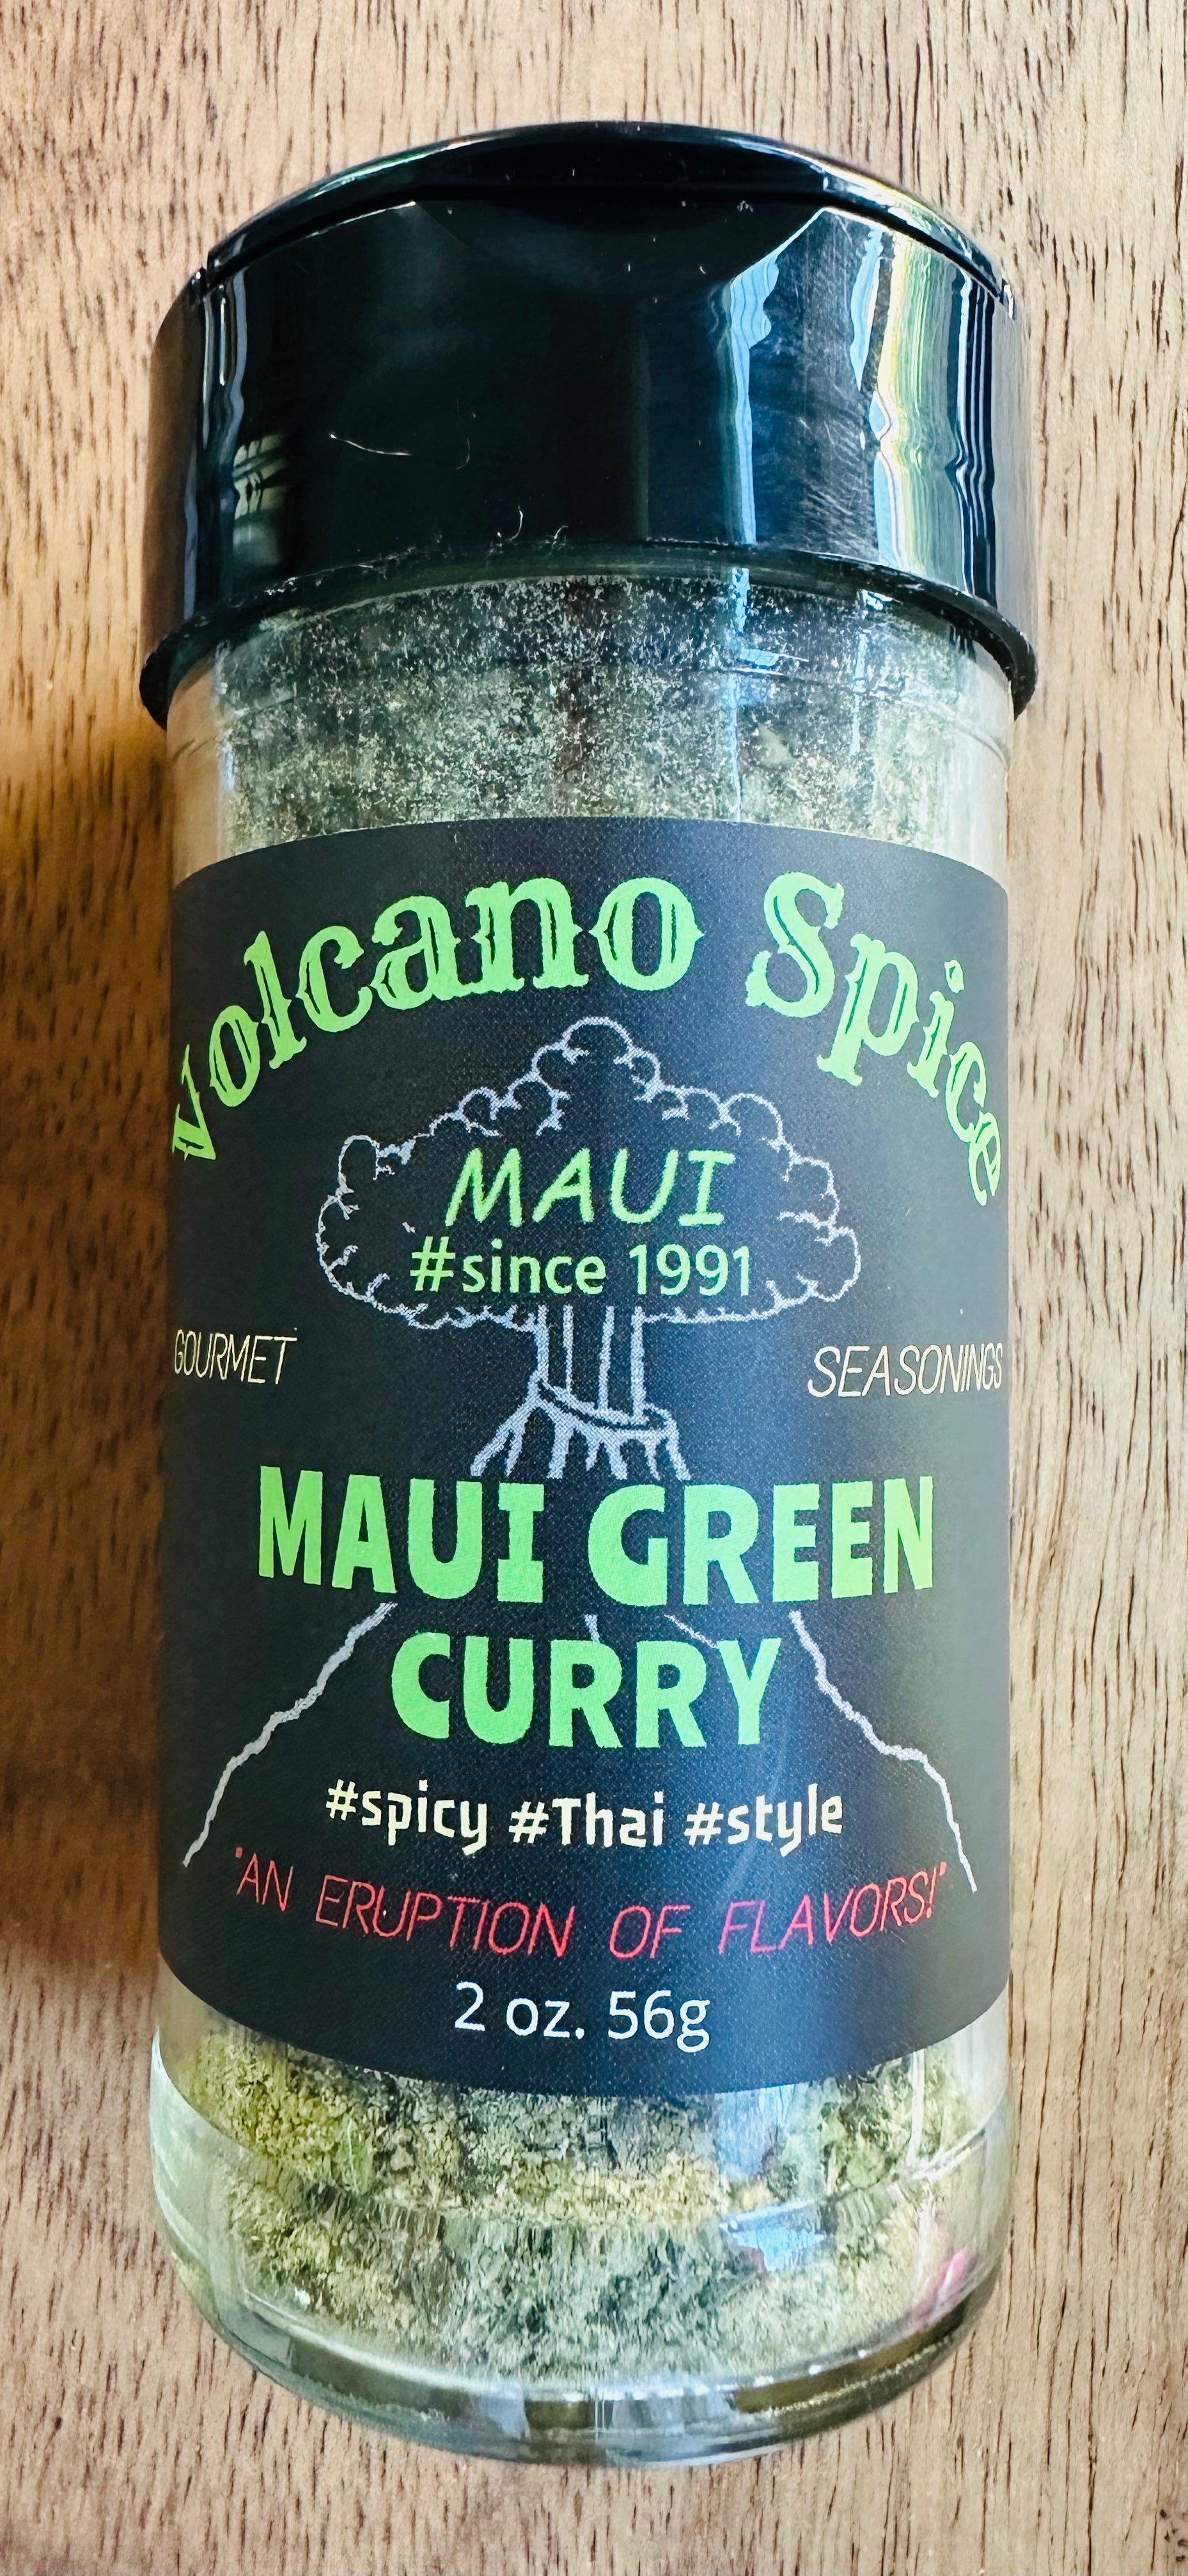 Volcano Spice
MAUI
#since 1991
GOURMET SEASONINGS
MAUI GREEN
CURRY
#spicy #Thai #style
"AN ERUPTION OF FLAVORS!"
2 oz. 56g